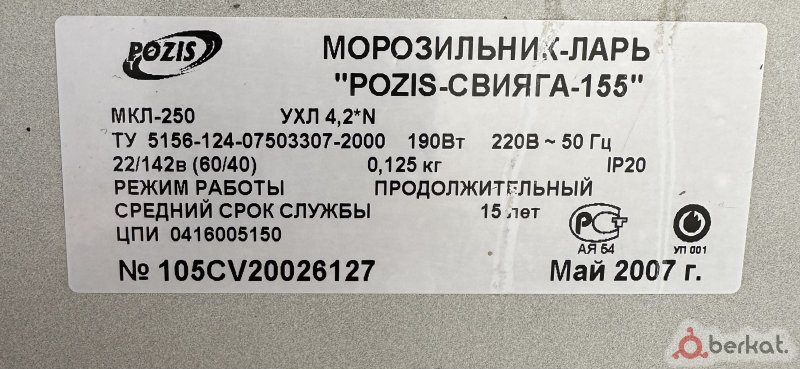 POZIS
МОРОЗИЛЬНИК-ЛАРЬ
"POZIS-СВИЯГА-155"
МКЛ-250 УХЛ 4,2*N
ТУ 5156-124-07503307-2000 190Вт 220В ~ 50 Гц
22/142в (60/40) 0,125 кг IP20
РЕЖИМ РАБОТЫ ПРОДОЛЖИТЕЛЬНЫЙ
СРЕДНИЙ СРОК СЛУЖБЫ 15 лет
ЦПИ 0416005150
АЯ 54
УП 001
№ 105CV20026127 Май 2007 г.
berkat.